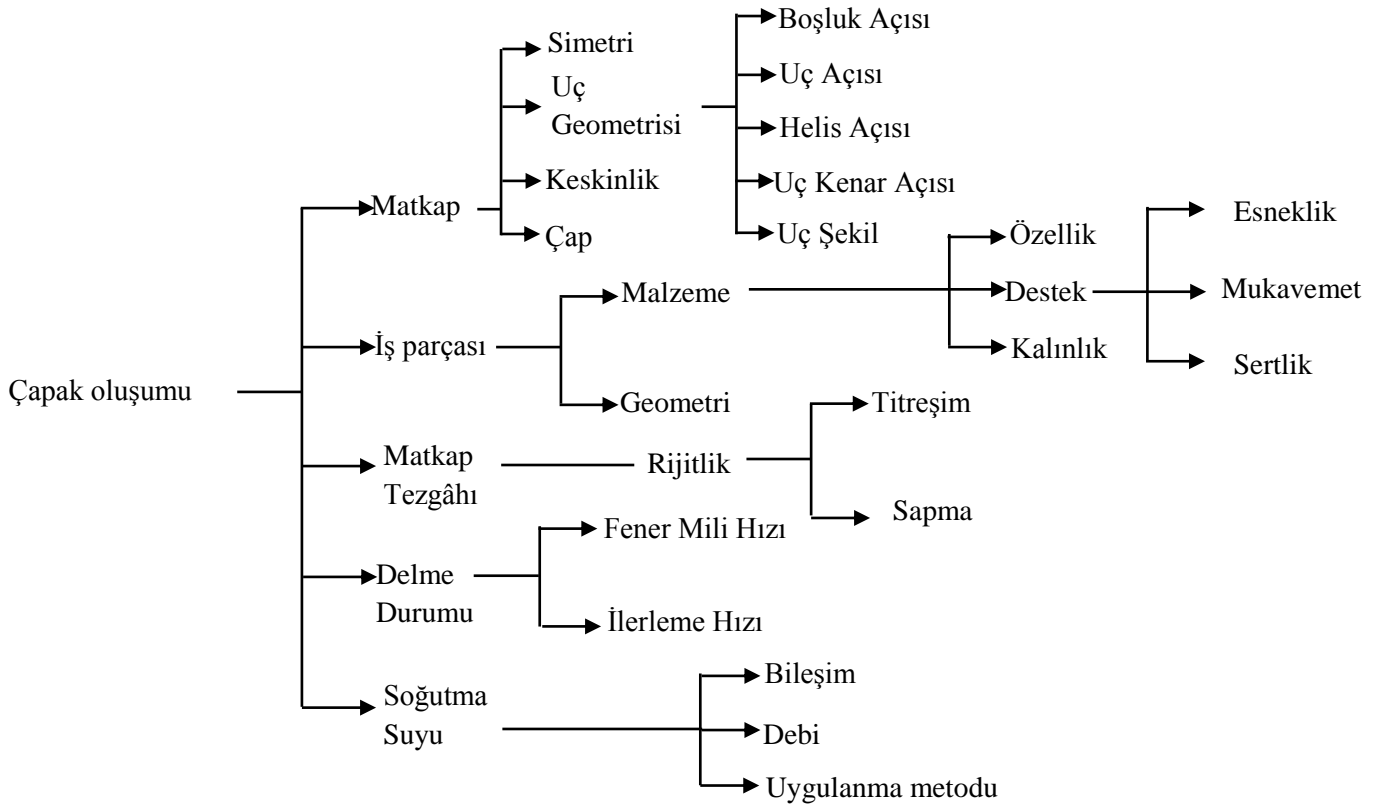 Çapak oluşumu
Matkap
Simetri
Uç
Geometrisi
Boşluk Açısı
Uç Açısı
Helis Açısı
Uç Kenar Açısı
Uç Şekil
Keskinlik
Çap
İş parçası
Malzeme
Özellik
Destek
Esneklik
Mukavemet
Sertlik
Kalınlık
Geometri
Matkap
Tezgâhı
Rijitlik
Titreşim
Sapma
Delme
Durumu
Fener Mili Hızı
İlerleme Hızı
Soğutma
Suyu
Bileşim
Debi
Uygulanma metodu